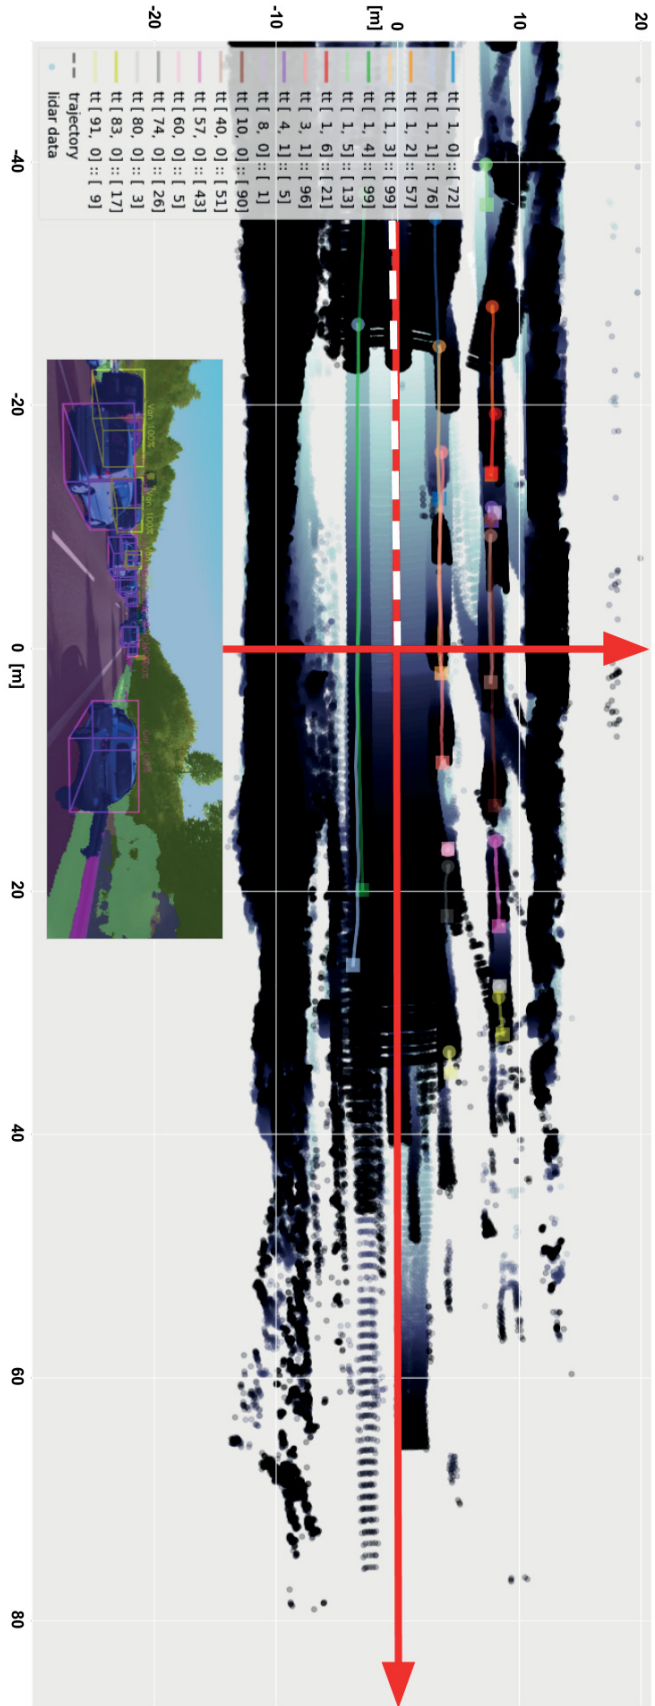 20
10
0
[m]
-10
-20
tt [ 1, 0] :: [72]
tt [ 1, 1] :: [76]
tt [ 1, 2] :: [57]
tt [ 1, 3] :: [99]
tt [ 1, 4] :: [99]
tt [ 1, 5] :: [13]
tt [ 1, 6] :: [21]
tt [ 3, 1] :: [96]
tt [ 4, 1] :: [ 5]
tt [ 8, 0] :: [ 1]
tt [10, 0] :: [90]
tt [40, 0] :: [51]
tt [57, 0] :: [43]
tt [60, 0] :: [ 5]
tt [74, 0] :: [26]
tt [80, 0] :: [ 3]
tt [83, 0] :: [17]
tt [91, 0] :: [ 9]
trajectory
lidar data
Van 100%
Van 100%
-40
-20
0
20
40
60
80
[m]